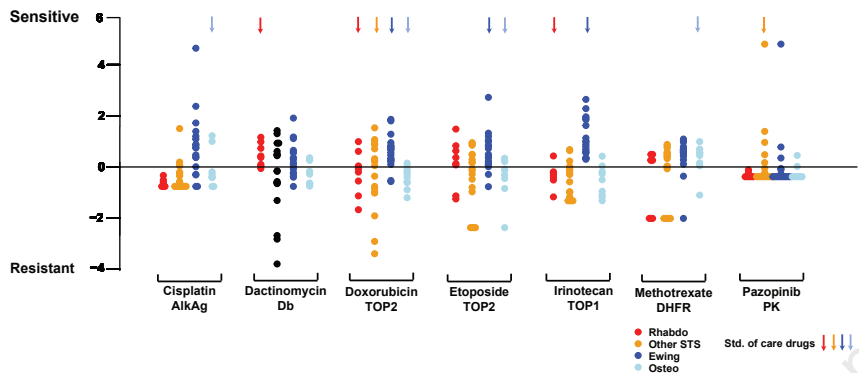 Sensitive
6
4
2
0
-2
-4
Resistant
Cisplatin
AlkAg
Dactinomycin
Db
Doxorubicin
TOP2
Etoposide
TOP2
Irinotecan
TOP1
Methotrexate
DHFR
Pazopinib
PK
Rhabdo
Other STS
Ewing
Osteo
Std. of care drugs